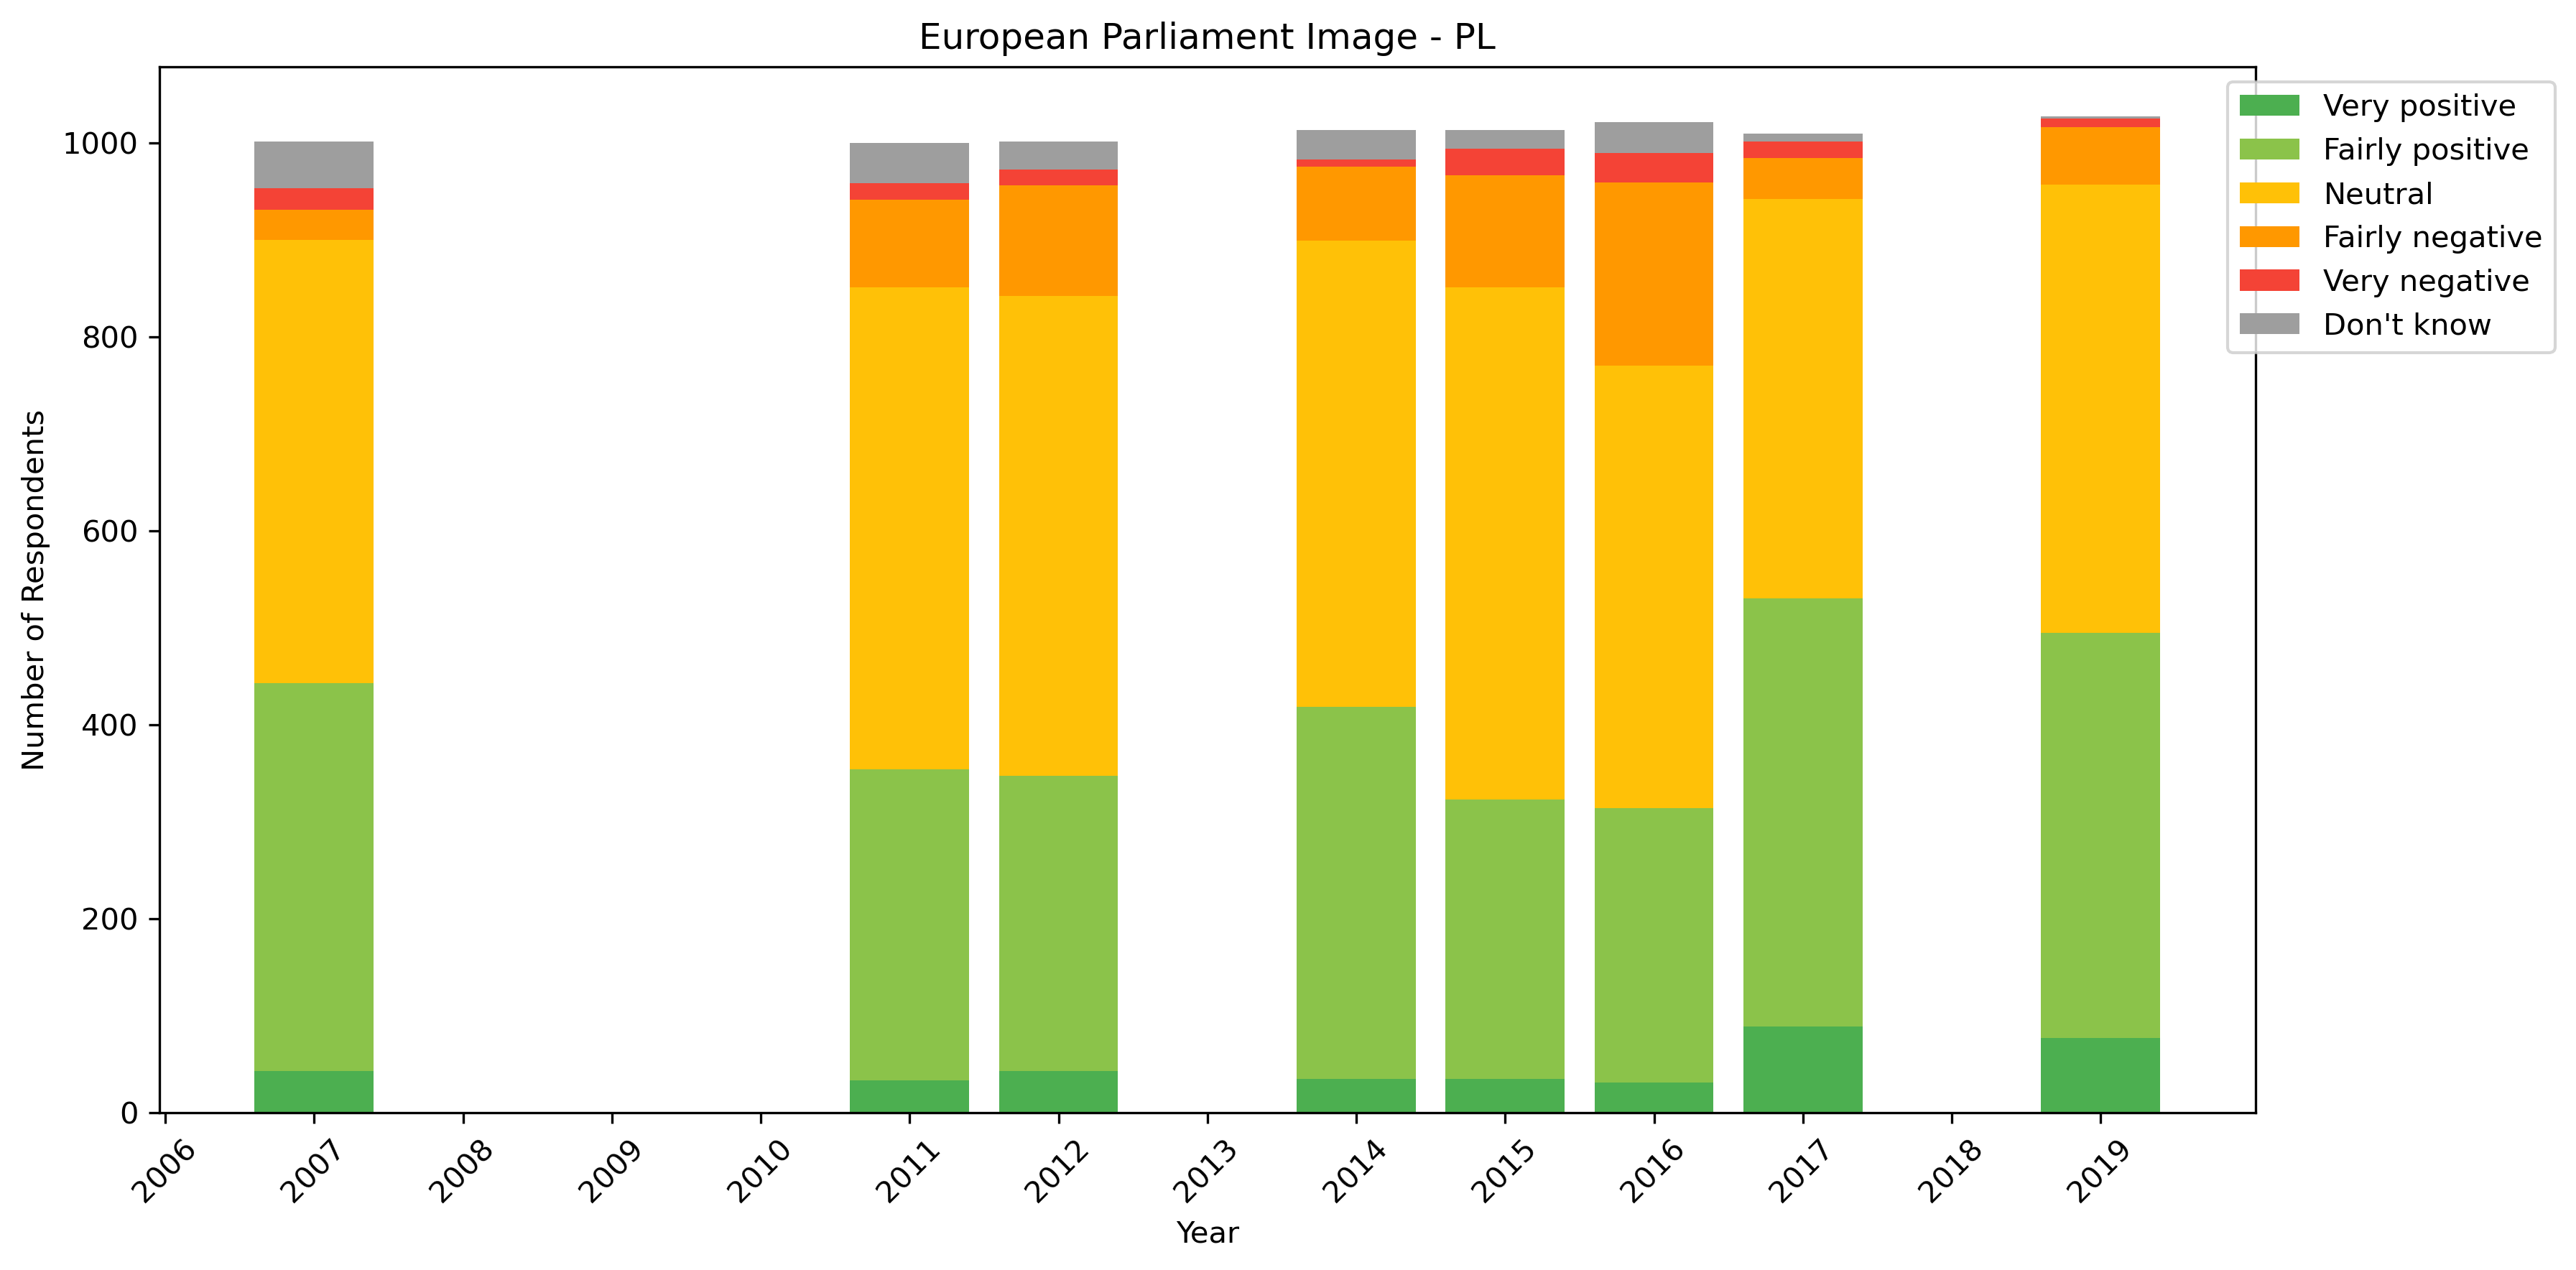 European Parliament Image - PL
Very positive
Fairly positive
Neutral
Fairly negative
Very negative
Don't know
Number of Respondents
1000
800
600
400
200
0
2006
2007
2008
2009
2010
2011
2012
2013
2014
2015
2016
2017
2018
2019
Year